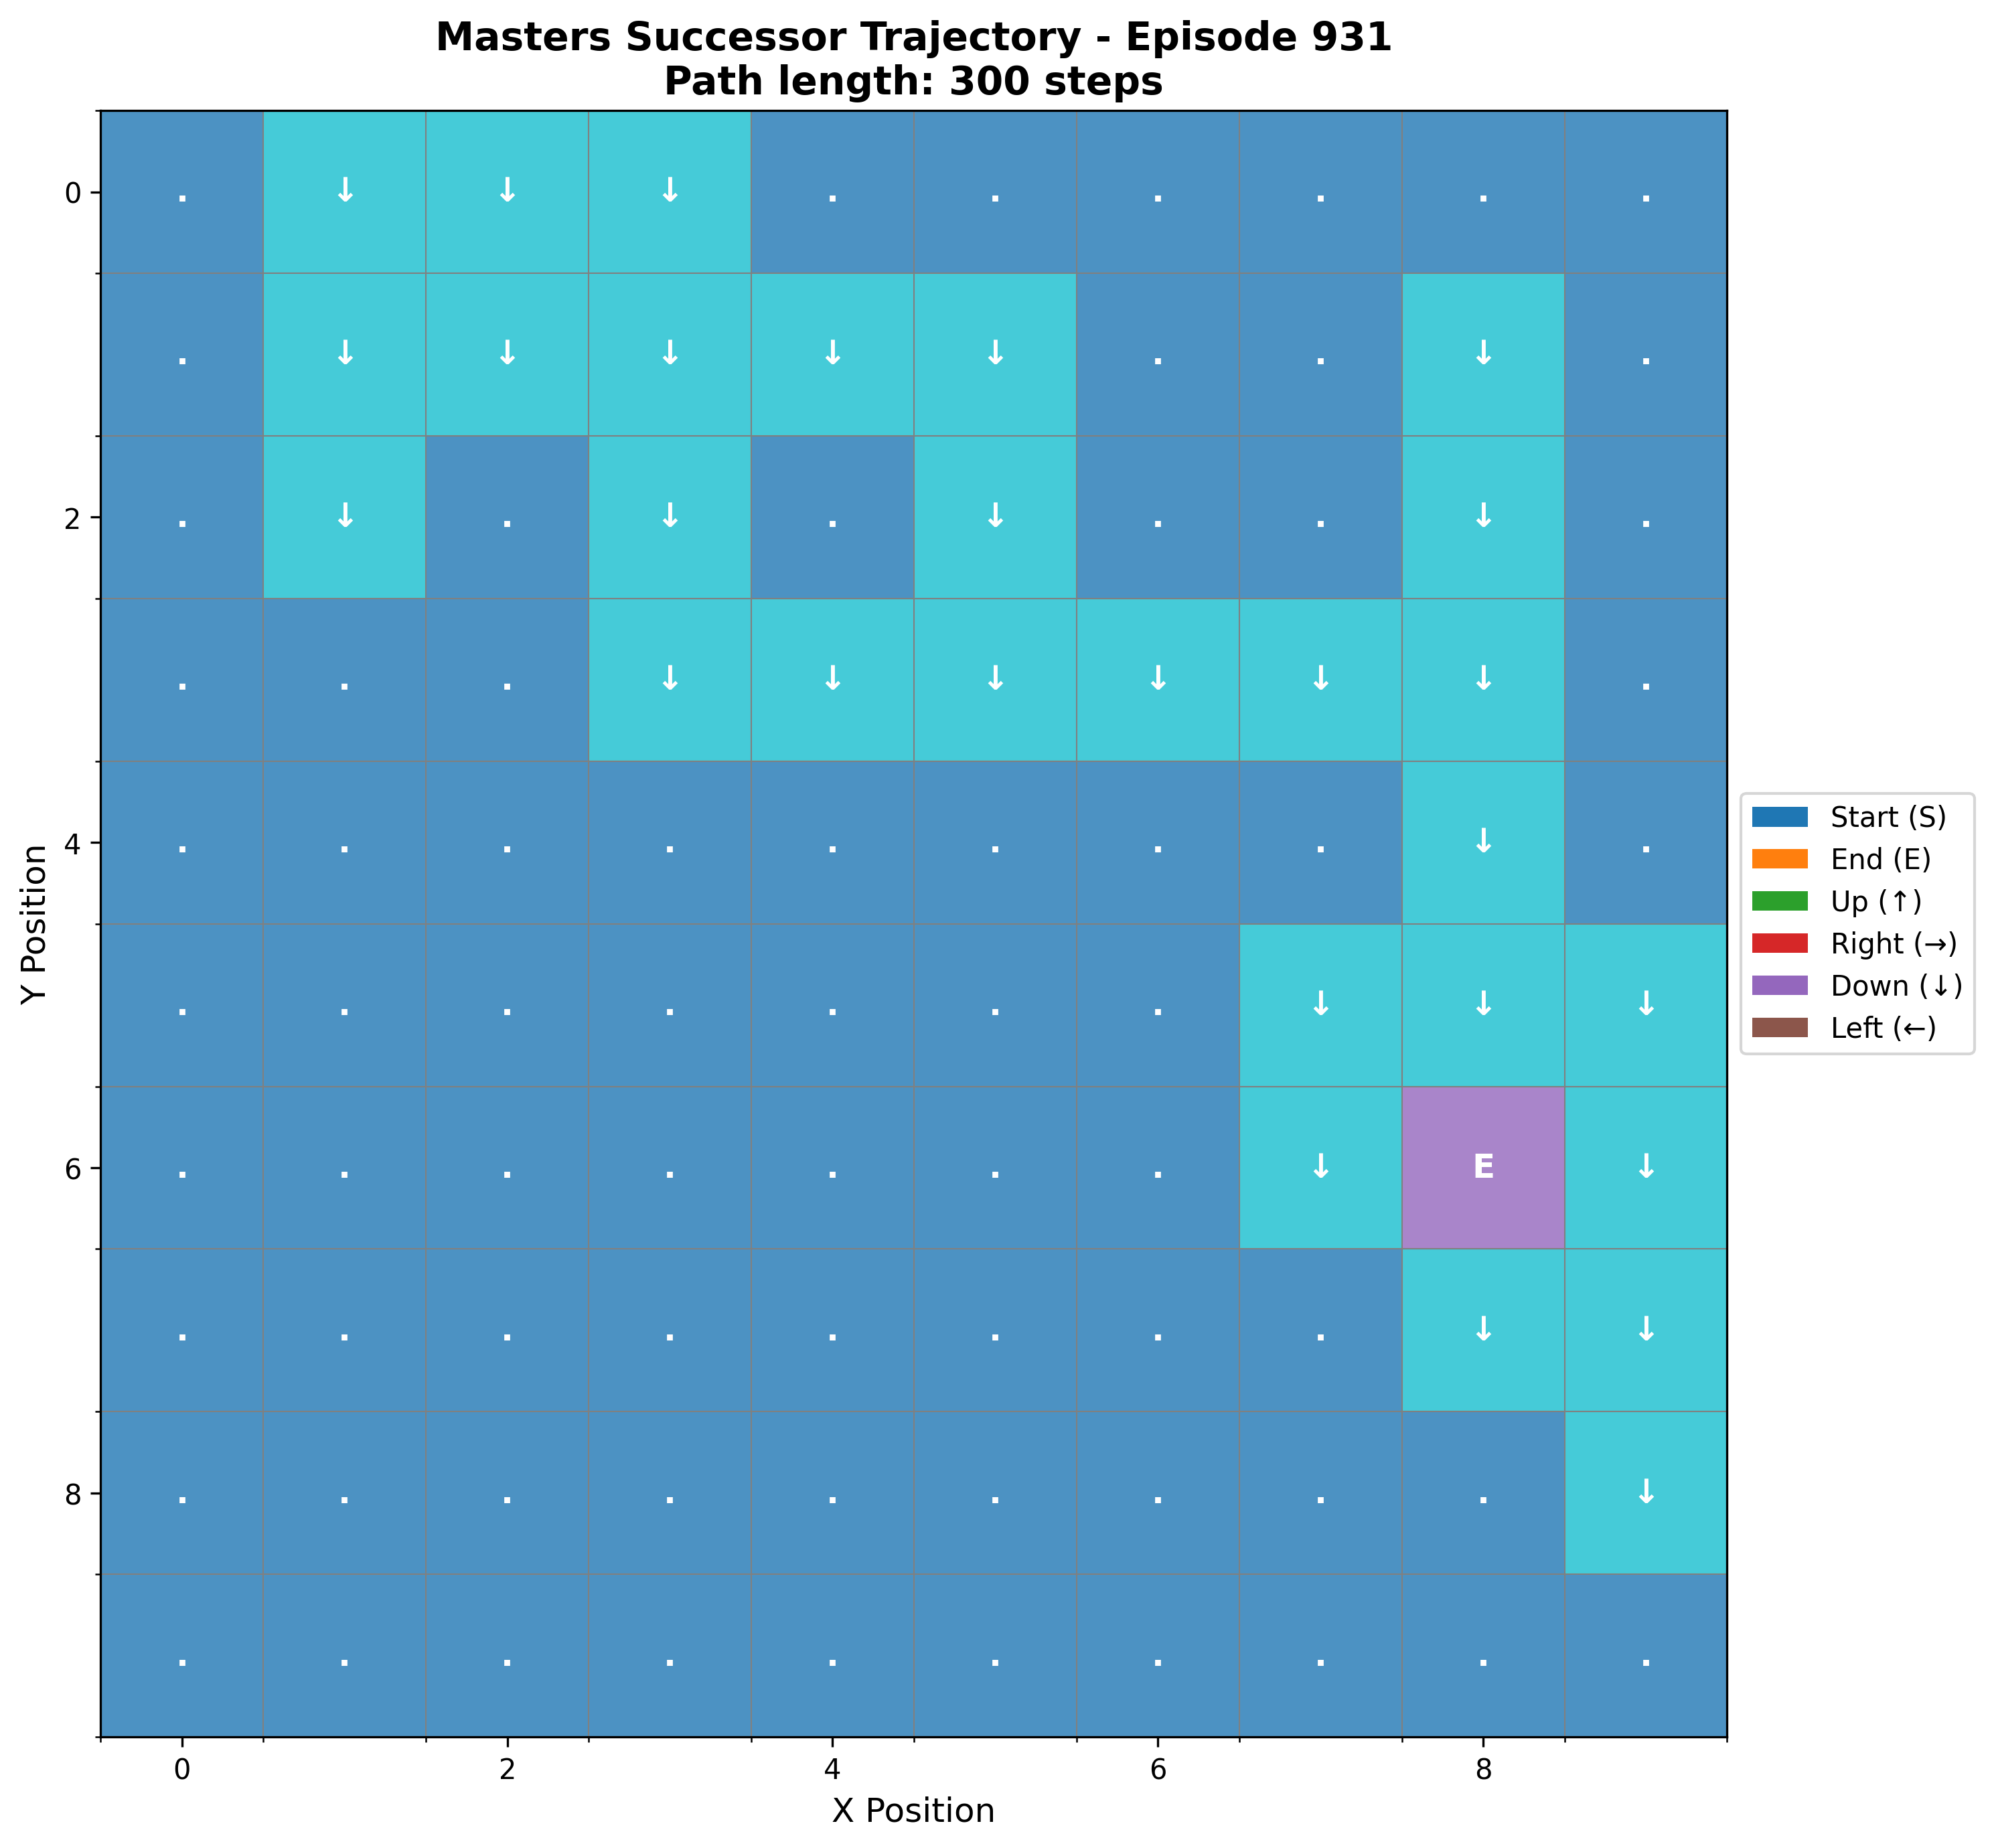 Masters Successor Trajectory - Episode 931
Path length: 300 steps
0 . ↓ ↓ ↓ . . . . . .
. ↓ ↓ ↓ ↓ ↓ . . ↓ .
2 . ↓ . ↓ . ↓ . . ↓ .
. . . ↓ ↓ ↓ ↓ ↓ ↓ .
4 . . . . . . . . ↓ .
. . . . . . . ↓ ↓ ↓
6 . . . . . . . ↓ E ↓
. . . . . . . . ↓ ↓
8 . . . . . . . . . ↓
. . . . . . . . . .
0 2 4 6 8
X Position
Y Position
Start (S)
End (E)
Up (↑)
Right (→)
Down (↓)
Left (←)